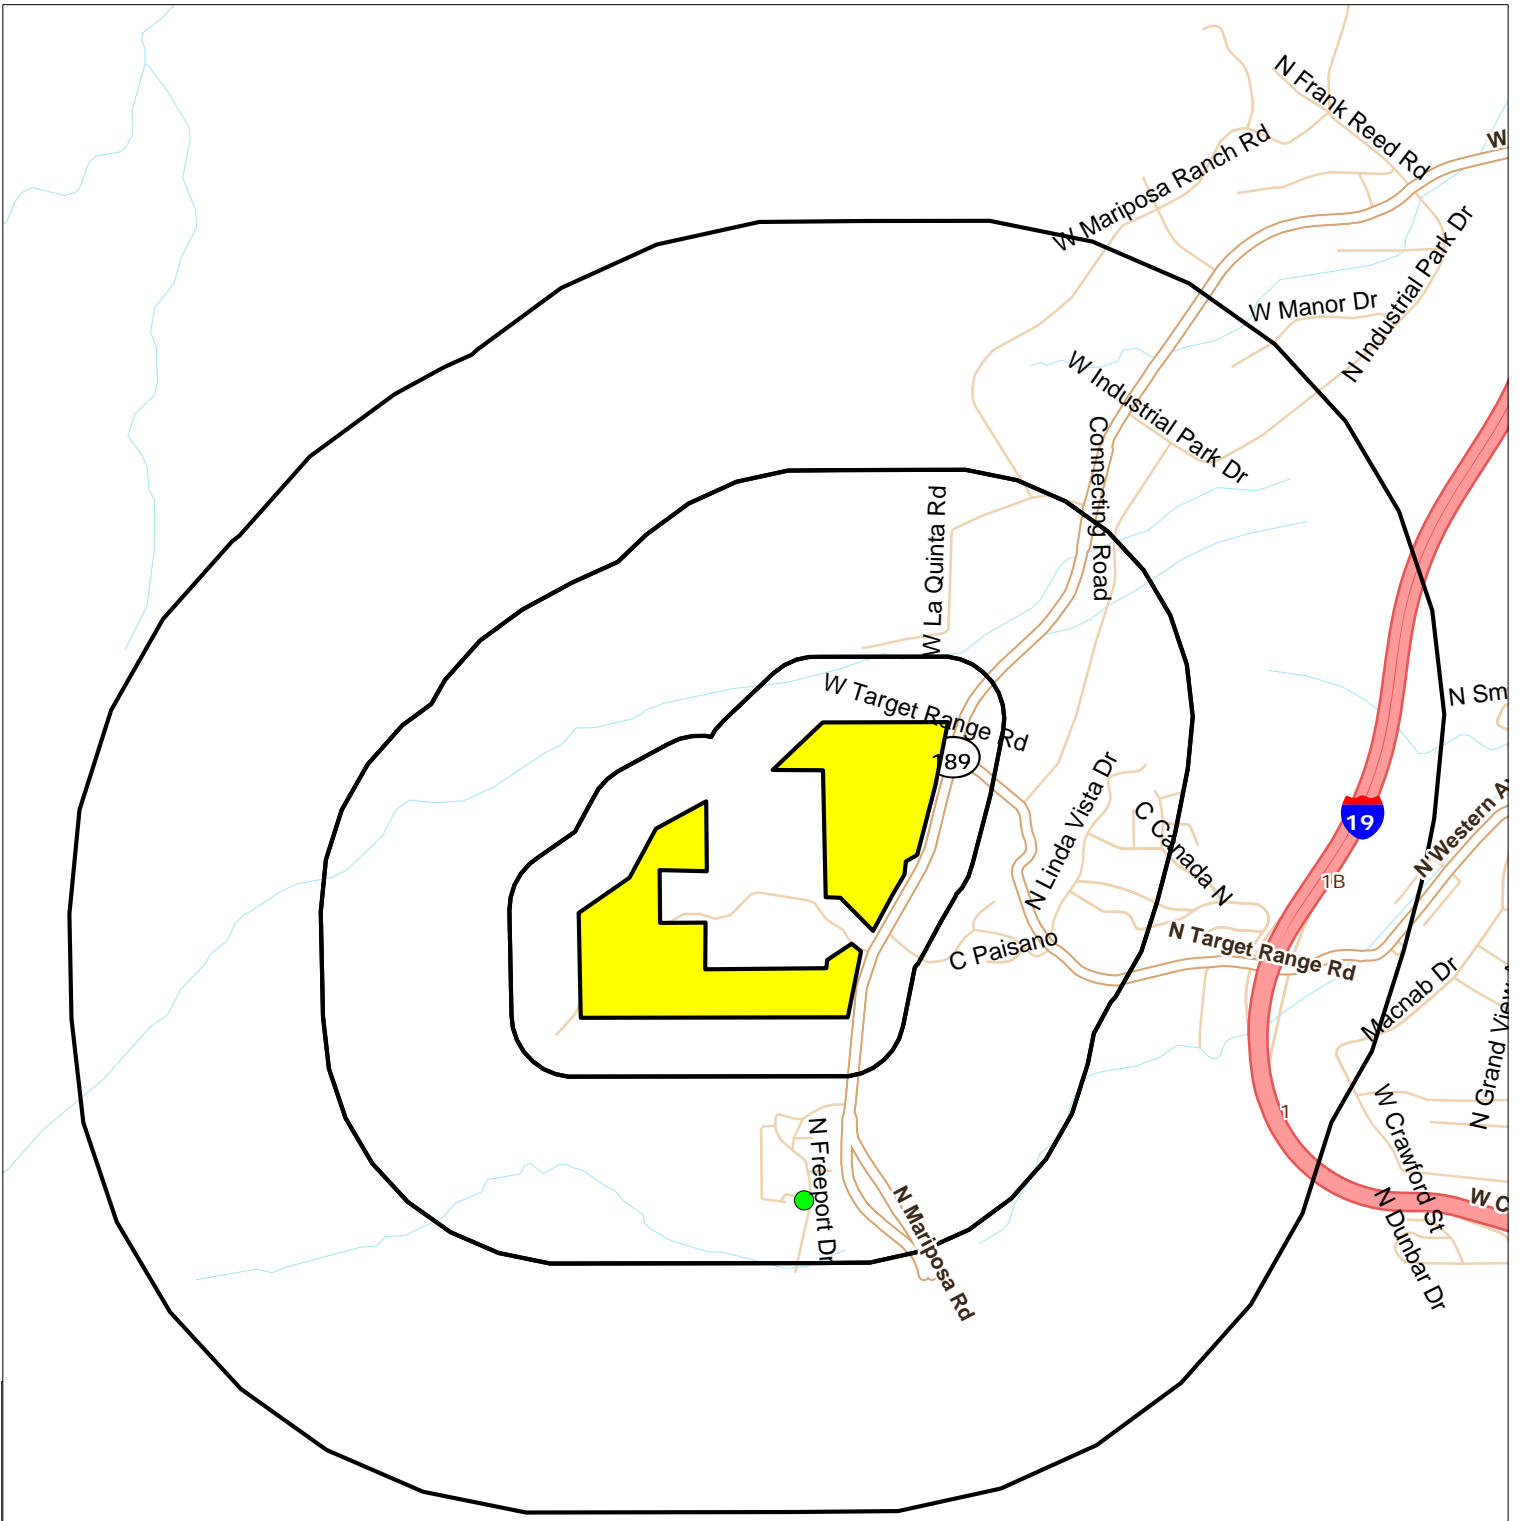 N Frank Reed Rd
W
W Mariposa Ranch Rd
N Industrial Park Dr
W Manor Dr
W Industrial Park Dr
Connecting Road
W La Quinta Rd
W Target Range Rd
189
N Sm
N Linda Vista Dr
C Canada N
19
N Western A
1B
C Paisano
N Target Range Rd
Macnab Dr
N Grand View A
1
W Crawford St
N Freeport Dr
N Mariposa Rd
N Dunbar Dr
W C